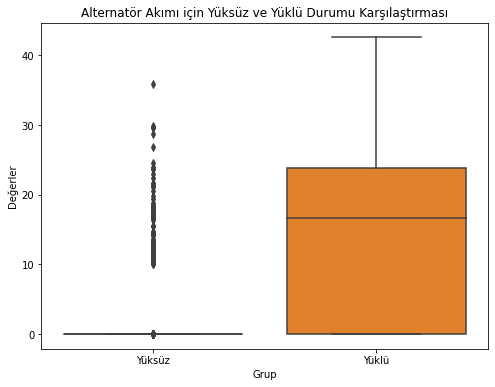 Alternatör Akımı için Yüksüz ve Yüklü Durumu Karşılaştırması
40
30
20
10
0
Değerler
Yüksüz
Yüklü
Grup